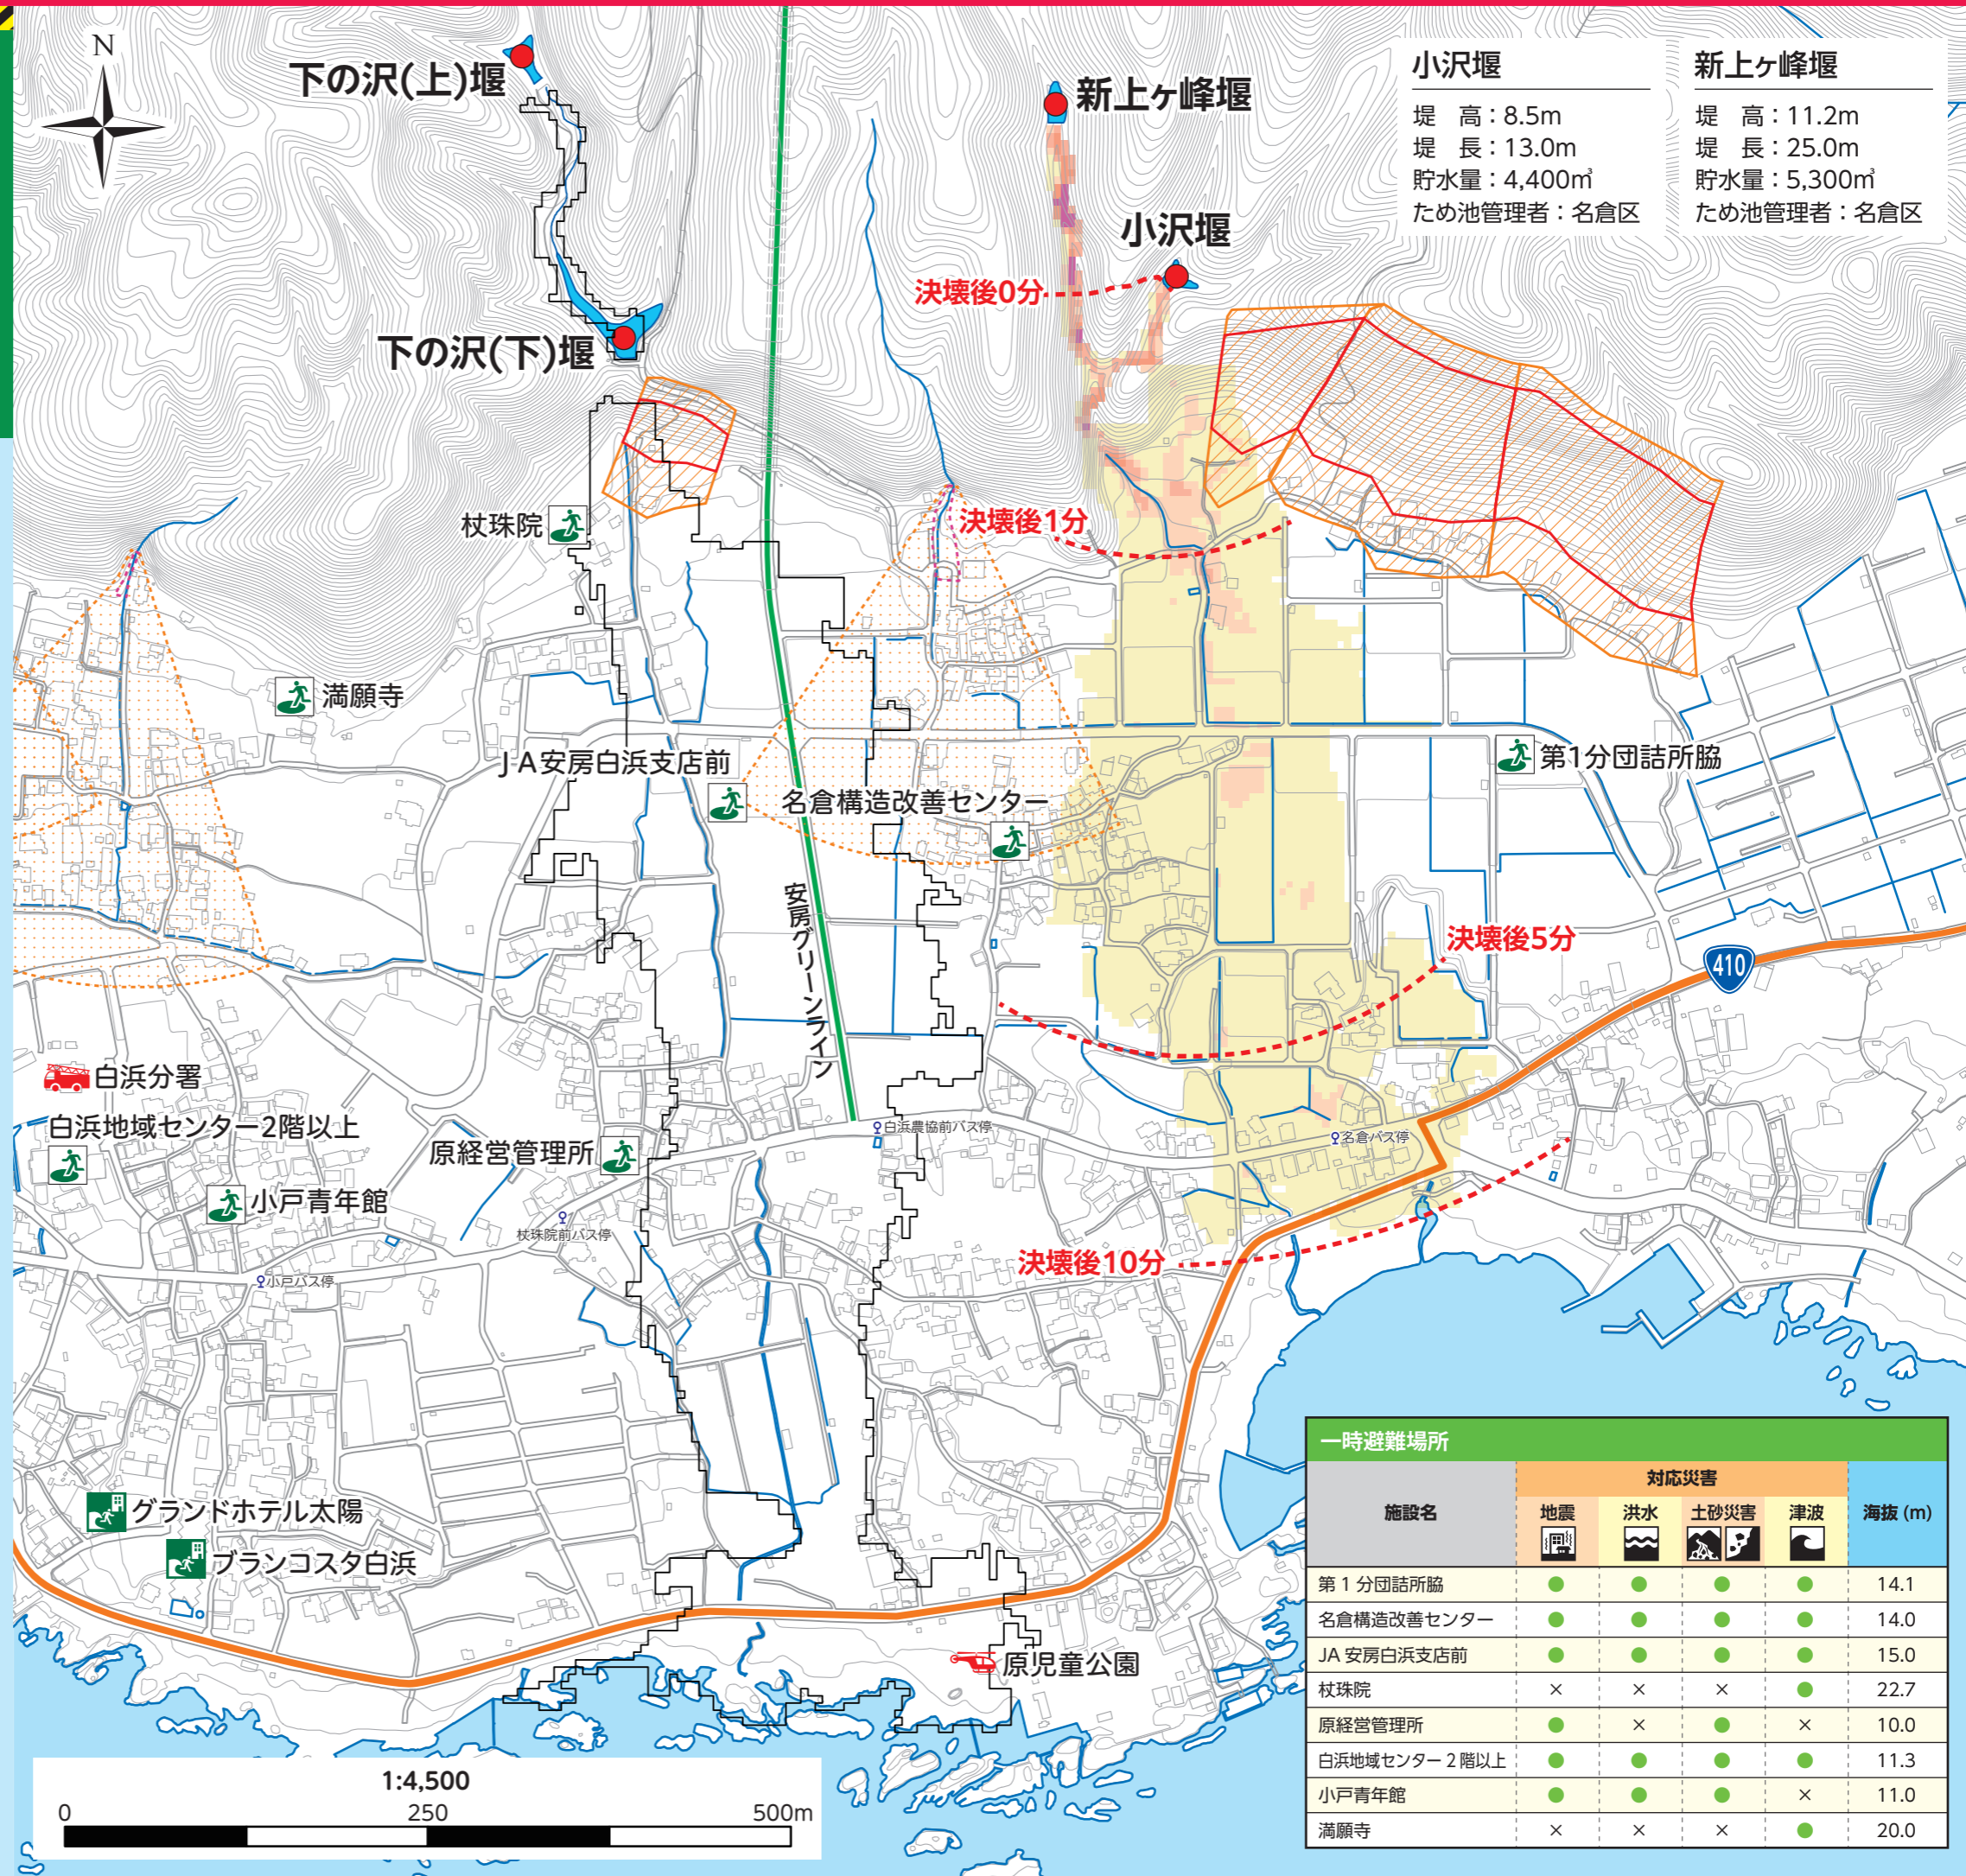 N
下の沢(上)堰
新上ヶ峰堰
小沢堰
堤　高：8.5m
堤　長：13.0m
貯水量：4,400㎥
ため池管理者：名倉区
新上ヶ峰堰
堤　高：11.2m
堤　長：25.0m
貯水量：5,300㎥
ため池管理者：名倉区
小沢堰
決壊後0分
下の沢(下)堰
杖珠院
決壊後1分
満願寺
JA安房白浜支店前
第1分団詰所脇
名倉構造改善センター
安房グリーンライン
決壊後5分
410
白浜分署
白浜地域センター2階以上
原経営管理所
白浜農協前バス停
名倉バス停
小戸青年館
杖珠院前バス停
決壊後10分
小戸バス停
グランドホテル太陽
ブランコスタ白浜
原児童公園
1:4,500
0 250 500m
一時避難場所
施設名 対応災害 海抜 (m)
地震 洪水 土砂災害 津波
第 1 分団詰所脇 ● ● ● ● 14.1
名倉構造改善センター ● ● ● ● 14.0
JA 安房白浜支店前 ● ● ● ● 15.0
杖珠院 × × × ● 22.7
原経営管理所 ● × ● × 10.0
白浜地域センター 2 階以上 ● ● ● ● 11.3
小戸青年館 ● ● ● × 11.0
満願寺 × × × ● 20.0